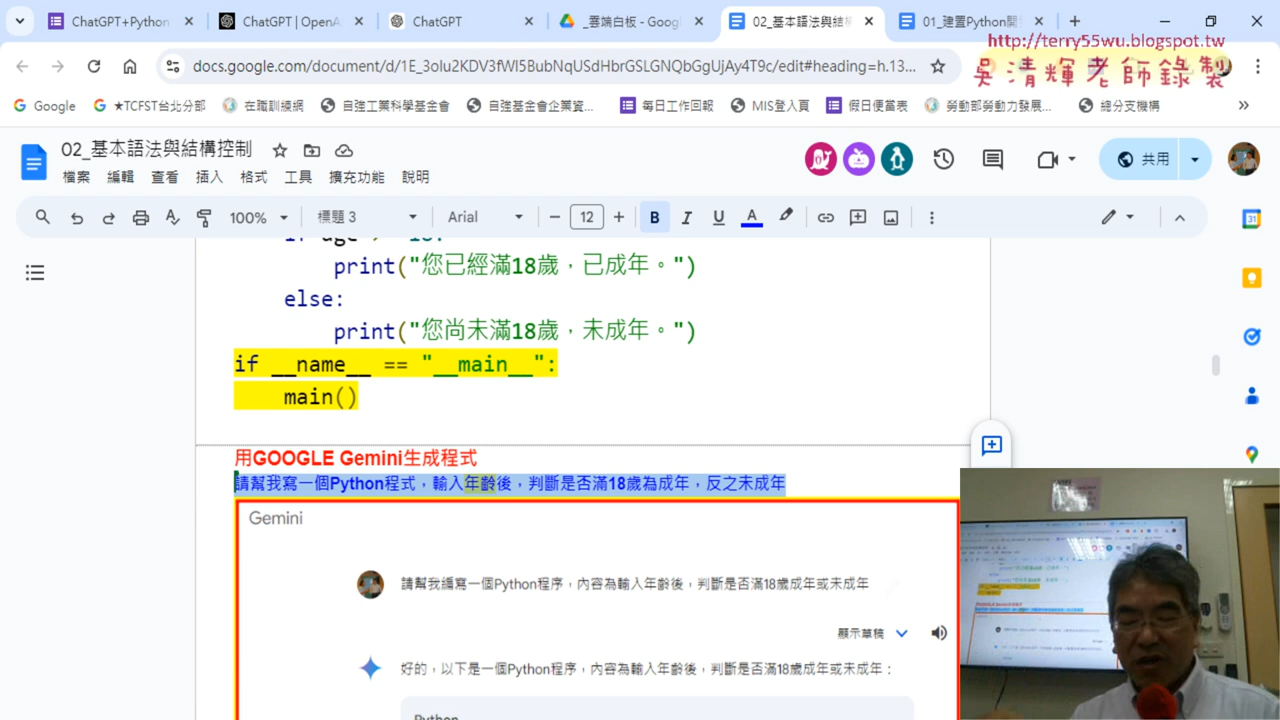 ChatGPT+Python
ChatGPT | OpenA
ChatGPT
_雲端白板 - Goog
02_基本語法與結構
01_建置Python開
http://terry55wu.blogspot.tw
吳清輝老師錄製
docs.google.com/document/d/1E_3olu2KDV3fWl5BubNqUSdHbrGSLGNQbGgUjAy4T9c/edit#heading=h.13...
Google
★TCFST台北分部
在職訓練網
自強工業科學基金會
自強基金會企業資...
每日工作回報
MIS登入頁
假日便當表
勞動部勞動力發展...
總分支機構
02_基本語法與結構控制
檔案 編輯 查看 插入 格式 工具 擴充功能 說明
共用
100% 標題 3 Arial 12 B I U A
print("您已經滿18歲，已成年。")
else:
print("您尚未滿18歲，未成年。")
if __name__ == "__main__":
main()
用GOOGLE Gemini生成程式
請幫我寫一個Python程式，輸入年齡後，判斷是否滿18歲為成年，反之未成年
Gemini
請幫我編寫一個Python程序，內容為輸入年齡後，判斷是否滿18歲成年或未成年
顯示草稿
好的，以下是一個Python程序，內容為輸入年齡後，判斷是否滿18歲成年或未成年：
Python